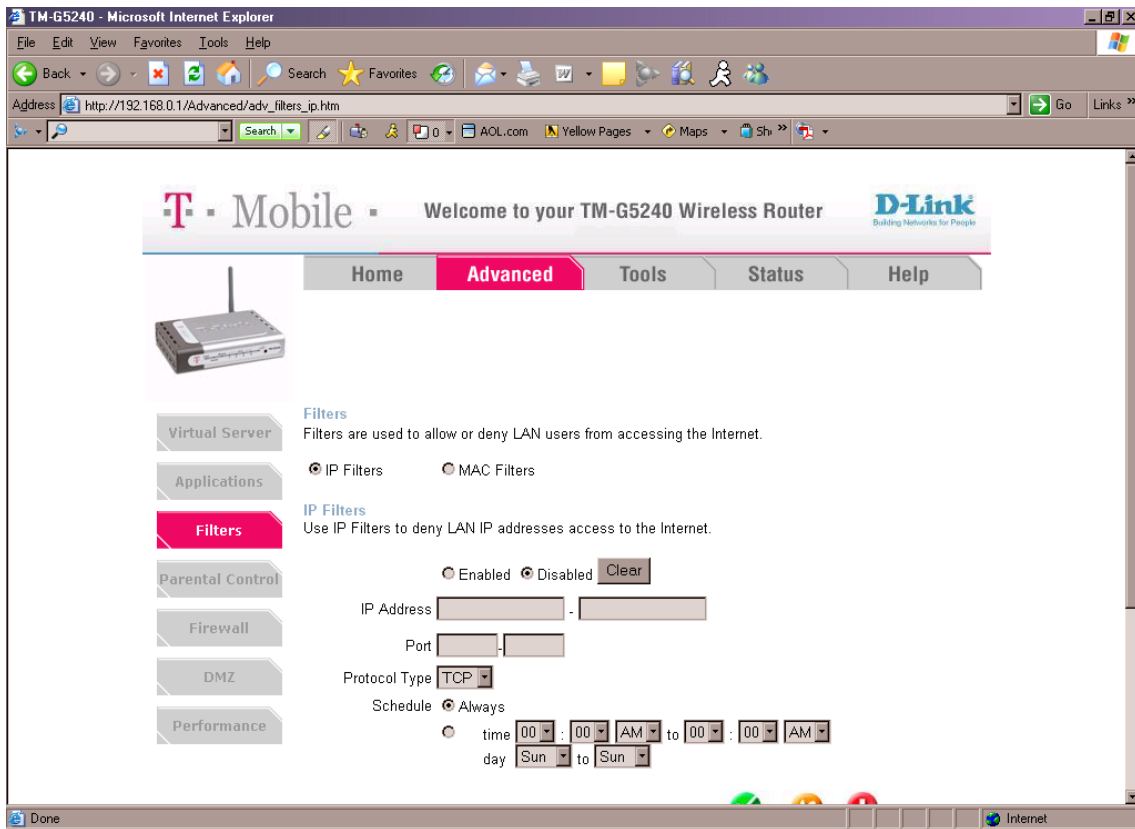 TM-G5240 - Microsoft Internet Explorer
File Edit View Favorites Tools Help
Back Search Favorites
Address http://192.168.0.1/Advanced/adv_filters_ip.htm Go Links »
Search 0 AOL.com Yellow Pages Maps Sh »
T · Mobile · Welcome to your TM-G5240 Wireless Router D-Link
Building Networks for People
Home Advanced Tools Status Help
Virtual Server
Applications
Filters
Parental Control
Firewall
DMZ
Performance
Filters
Filters are used to allow or deny LAN users from accessing the Internet.
IP Filters MAC Filters
IP Filters
Use IP Filters to deny LAN IP addresses access to the Internet.
Enabled Disabled Clear
IP Address -
Port -
Protocol Type TCP
Schedule Always
time 00 : 00 AM to 00 : 00 AM
day Sun to Sun
Done Internet